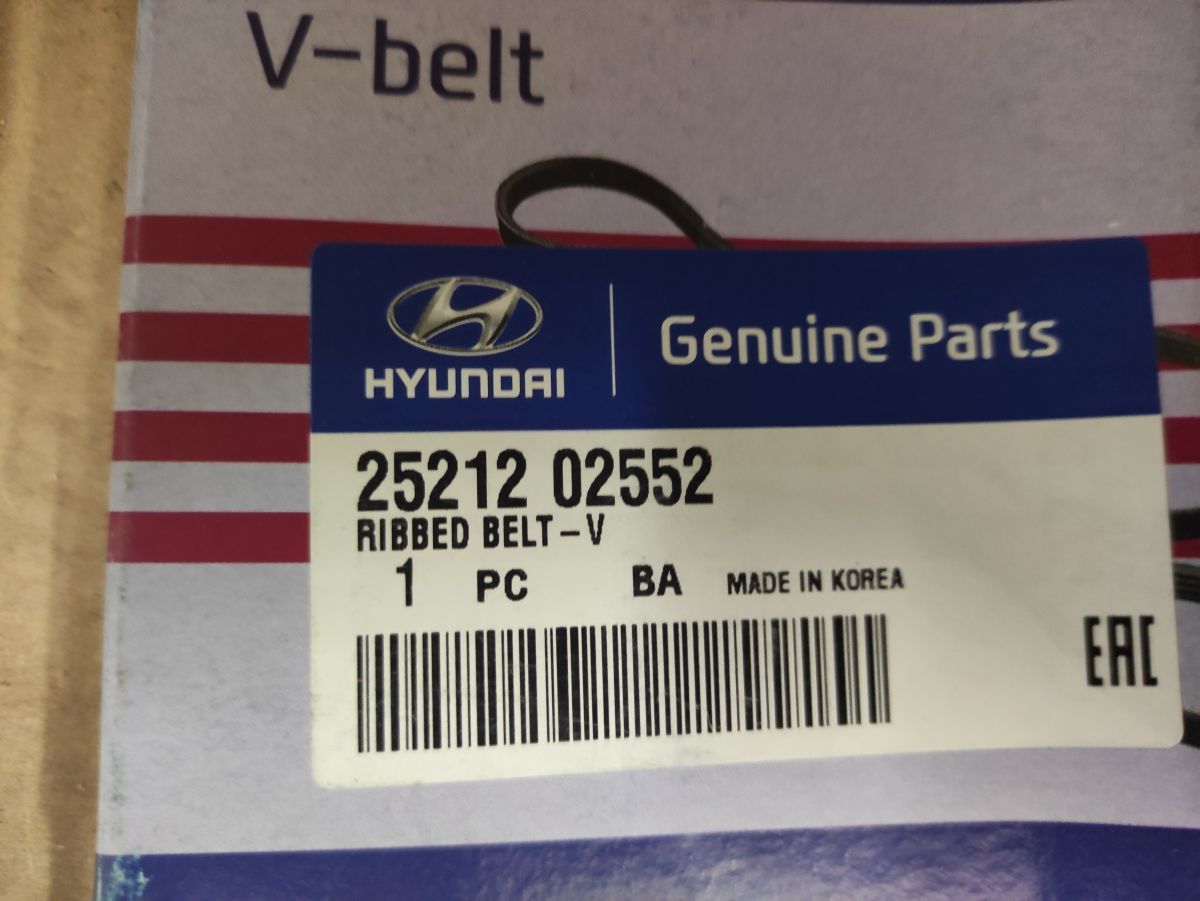 V-belt
HYUNDAI
Genuine Parts
25212 02552
RIBBED BELT-V
1 PC BA MADE IN KOREA
EAC